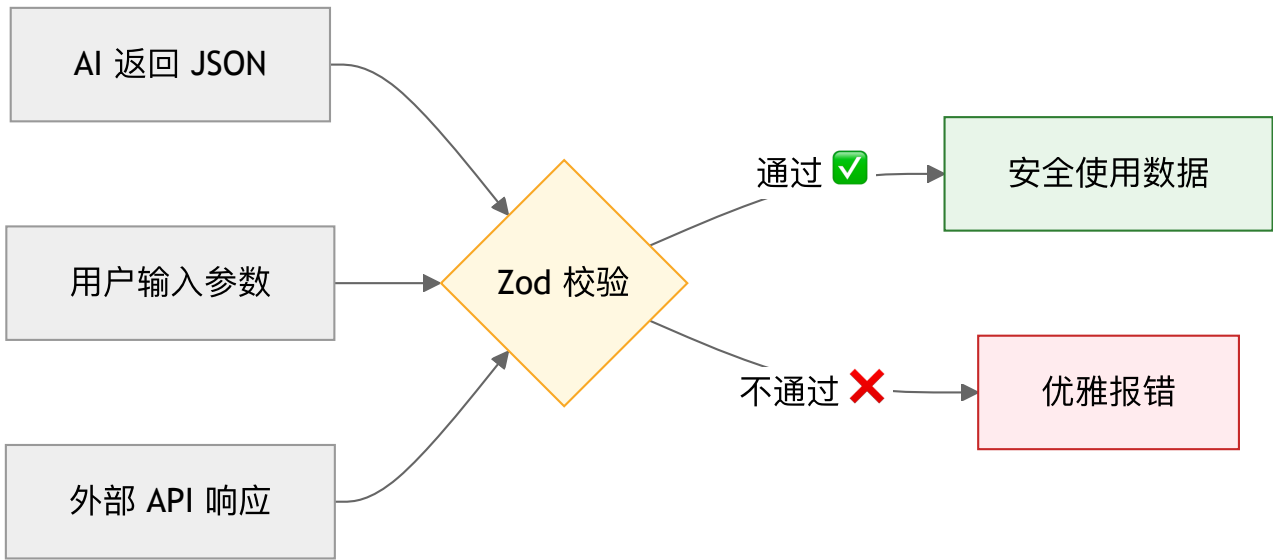 AI 返回 JSON
用户输入参数
外部 API 响应
Zod 校验
通过 ✅
不通过 ❌
安全使用数据
优雅报错